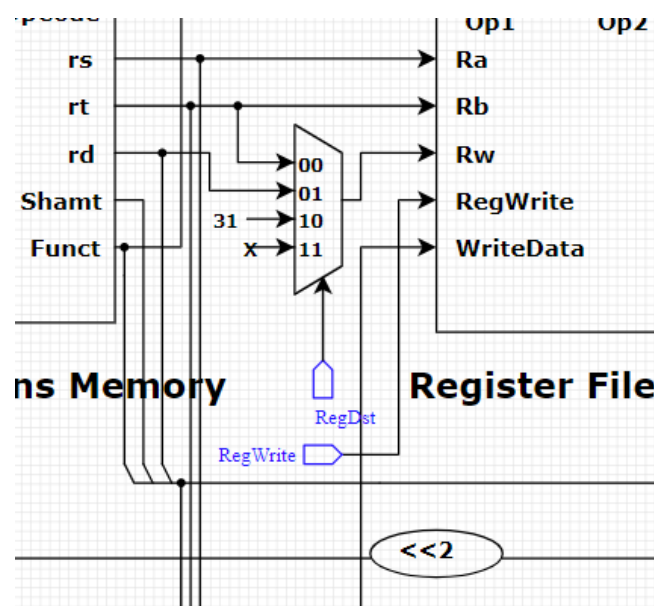 Op1 Op2
rs
Ra
rt
Rb
rd
00
Rw
01
Shamt
31
10
RegWrite
Funct
X
11
WriteData
ns Memory
Register File
RegDst
RegWrite
<<2